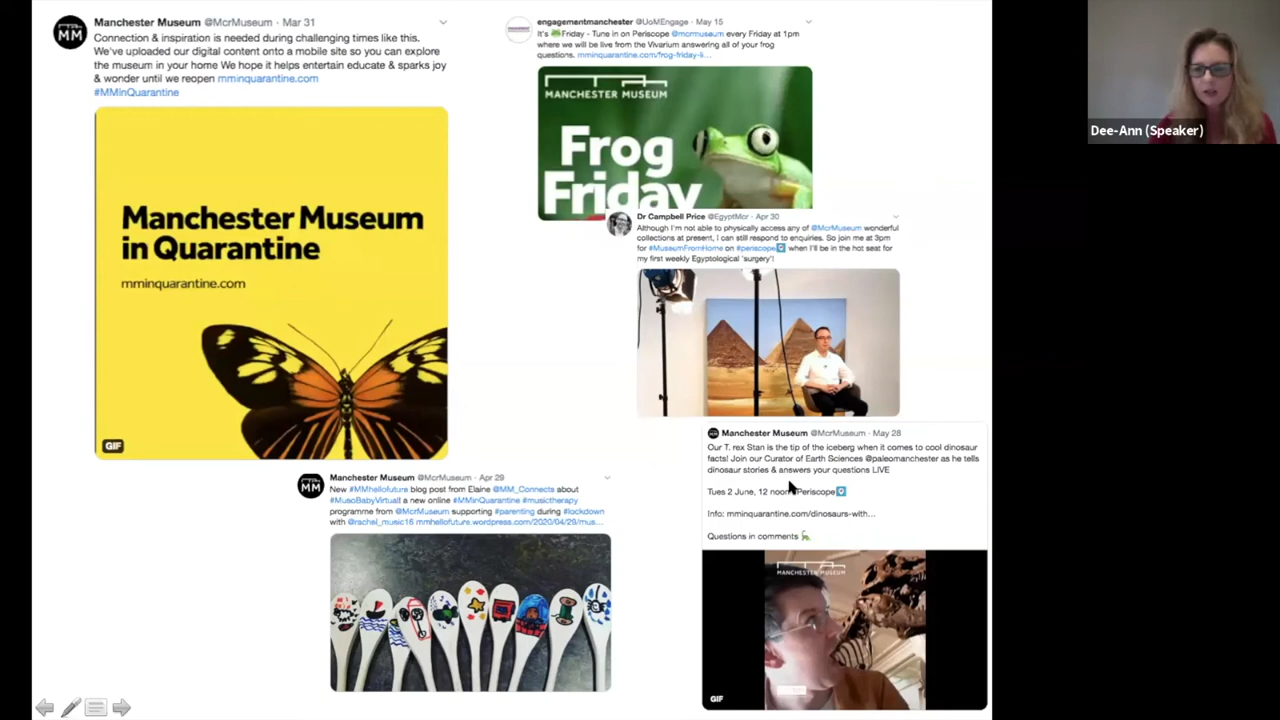 Manchester Museum @McrMuseum - Mar 31
Connection & inspiration is needed during challenging times like this.
We've uploaded our digital content onto a mobile site so you can explore
the museum in your home We hope it helps entertain educate & sparks joy
& wonder until we reopen mminquarantine.com
#MMinQuarantine
Manchester Museum
in Quarantine
mminquarantine.com
GIF
engagementmanchester @UoMEngage · May 15
It's 🐸Friday - Tune in on Periscope @mcrmuseum every Friday at 1pm
where we will be live from the Vivarium answering all of your frog
questions. mminquarantine.com/frog-friday-li...
MANCHESTER MUSEUM
Frog
Friday
Dr Campbell Price @EgyptMcr · Apr 30
Although I'm not able to physically access any of @McrMuseum wonderful
collections at present, I can still respond to enquiries. So join me at 3pm
for #MuseumFromHome on #periscope when I'll be in the hot seat for
my first weekly Egyptological 'surgery'!
Manchester Museum @McrMuseum · Apr 29
New #MMhellofuture blog post from Elaine @MM_Connects about
#MusoBabyVirtual! a new online #MMinQuarantine #musictherapy
programme from @McrMuseum supporting #parenting during #lockdown
with @rachel_music16 mmhellofuture.wordpress.com/2020/04/29/mus...
Manchester Museum @McrMuseum · May 28
Our T. rex Stan is the tip of the iceberg when it comes to cool dinosaur
facts! Join our Curator of Earth Sciences @paleomanchester as he tells
dinosaur stories & answers your questions LIVE
Tues 2 June, 12 noon Periscope
Info: mminquarantine.com/dinosaurs-with...
Questions in comments 🦕
MANCHESTER MUSEUM
GIF
MM
MM
Dee-Ann (Speaker)